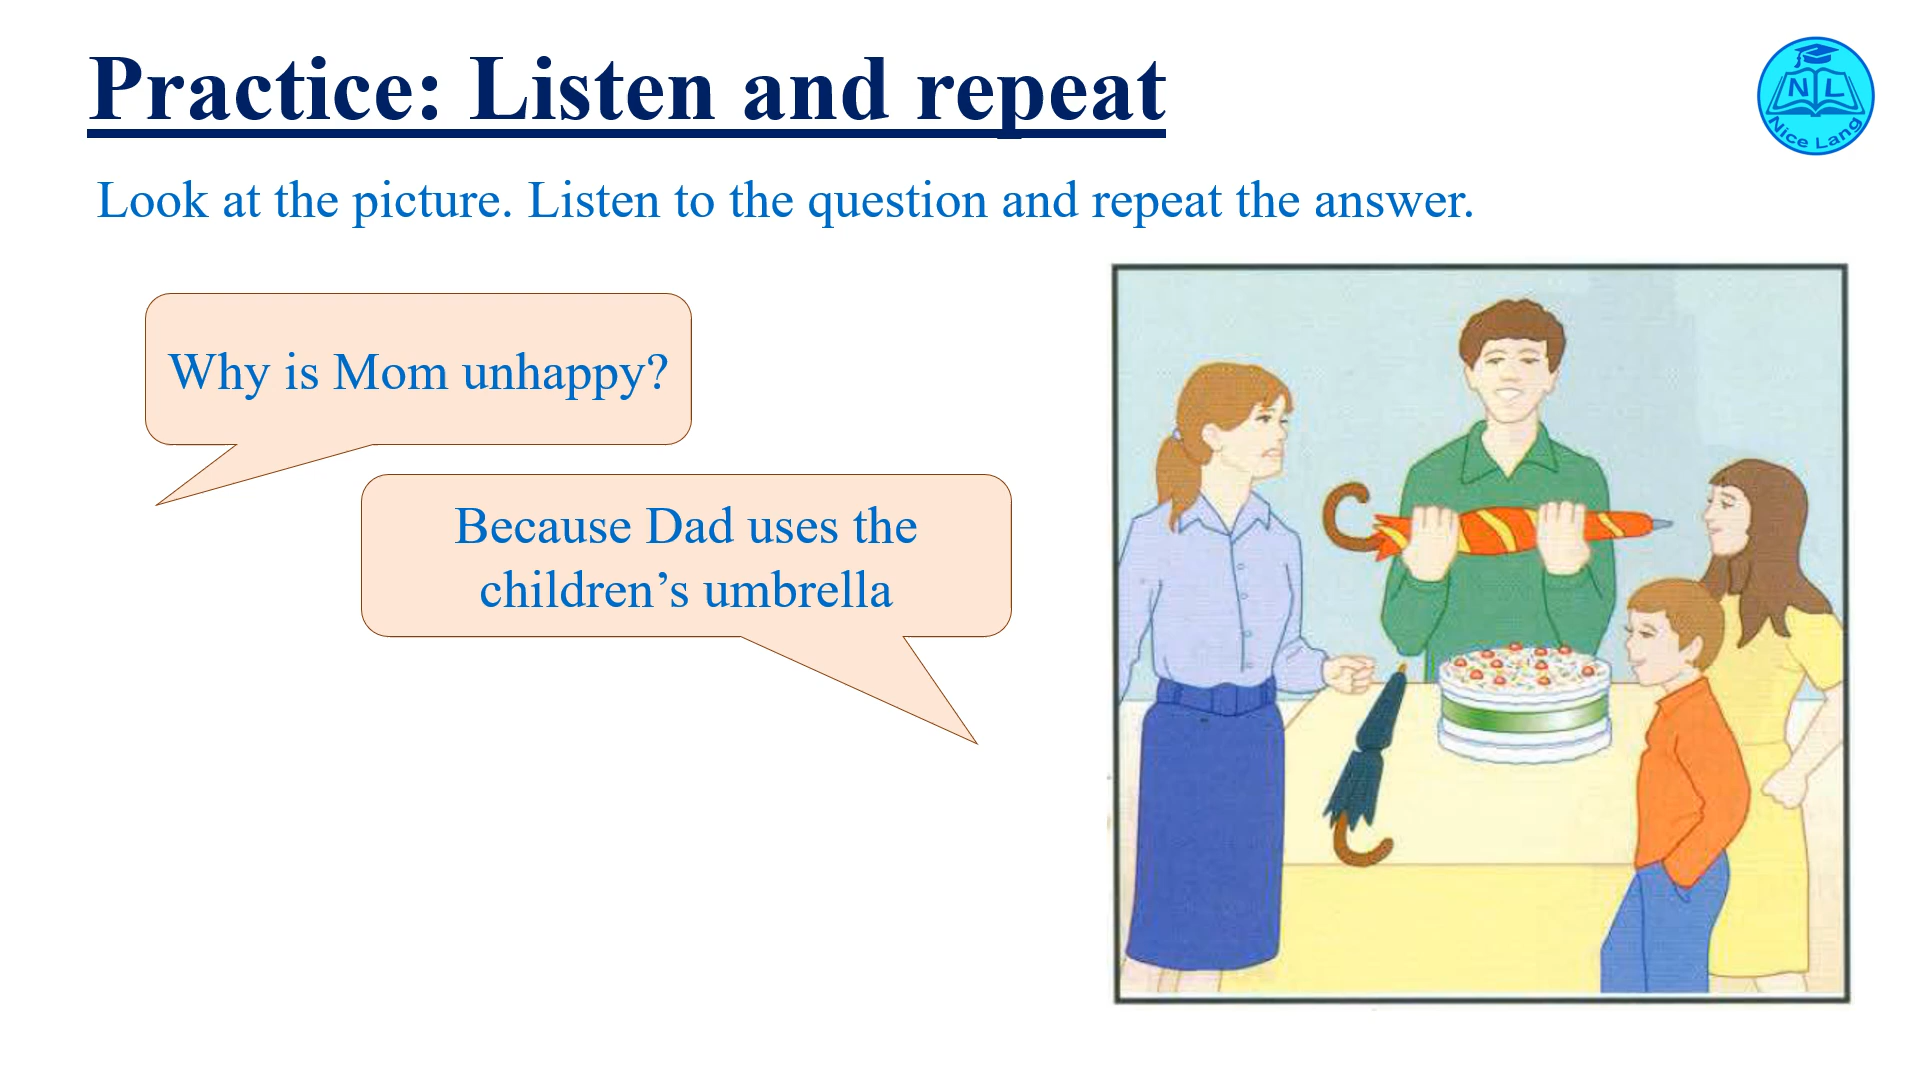 Practice: Listen and repeat
N L
Nice Lang
Look at the picture. Listen to the question and repeat the answer.
Why is Mom unhappy?
Because Dad uses the
children’s umbrella